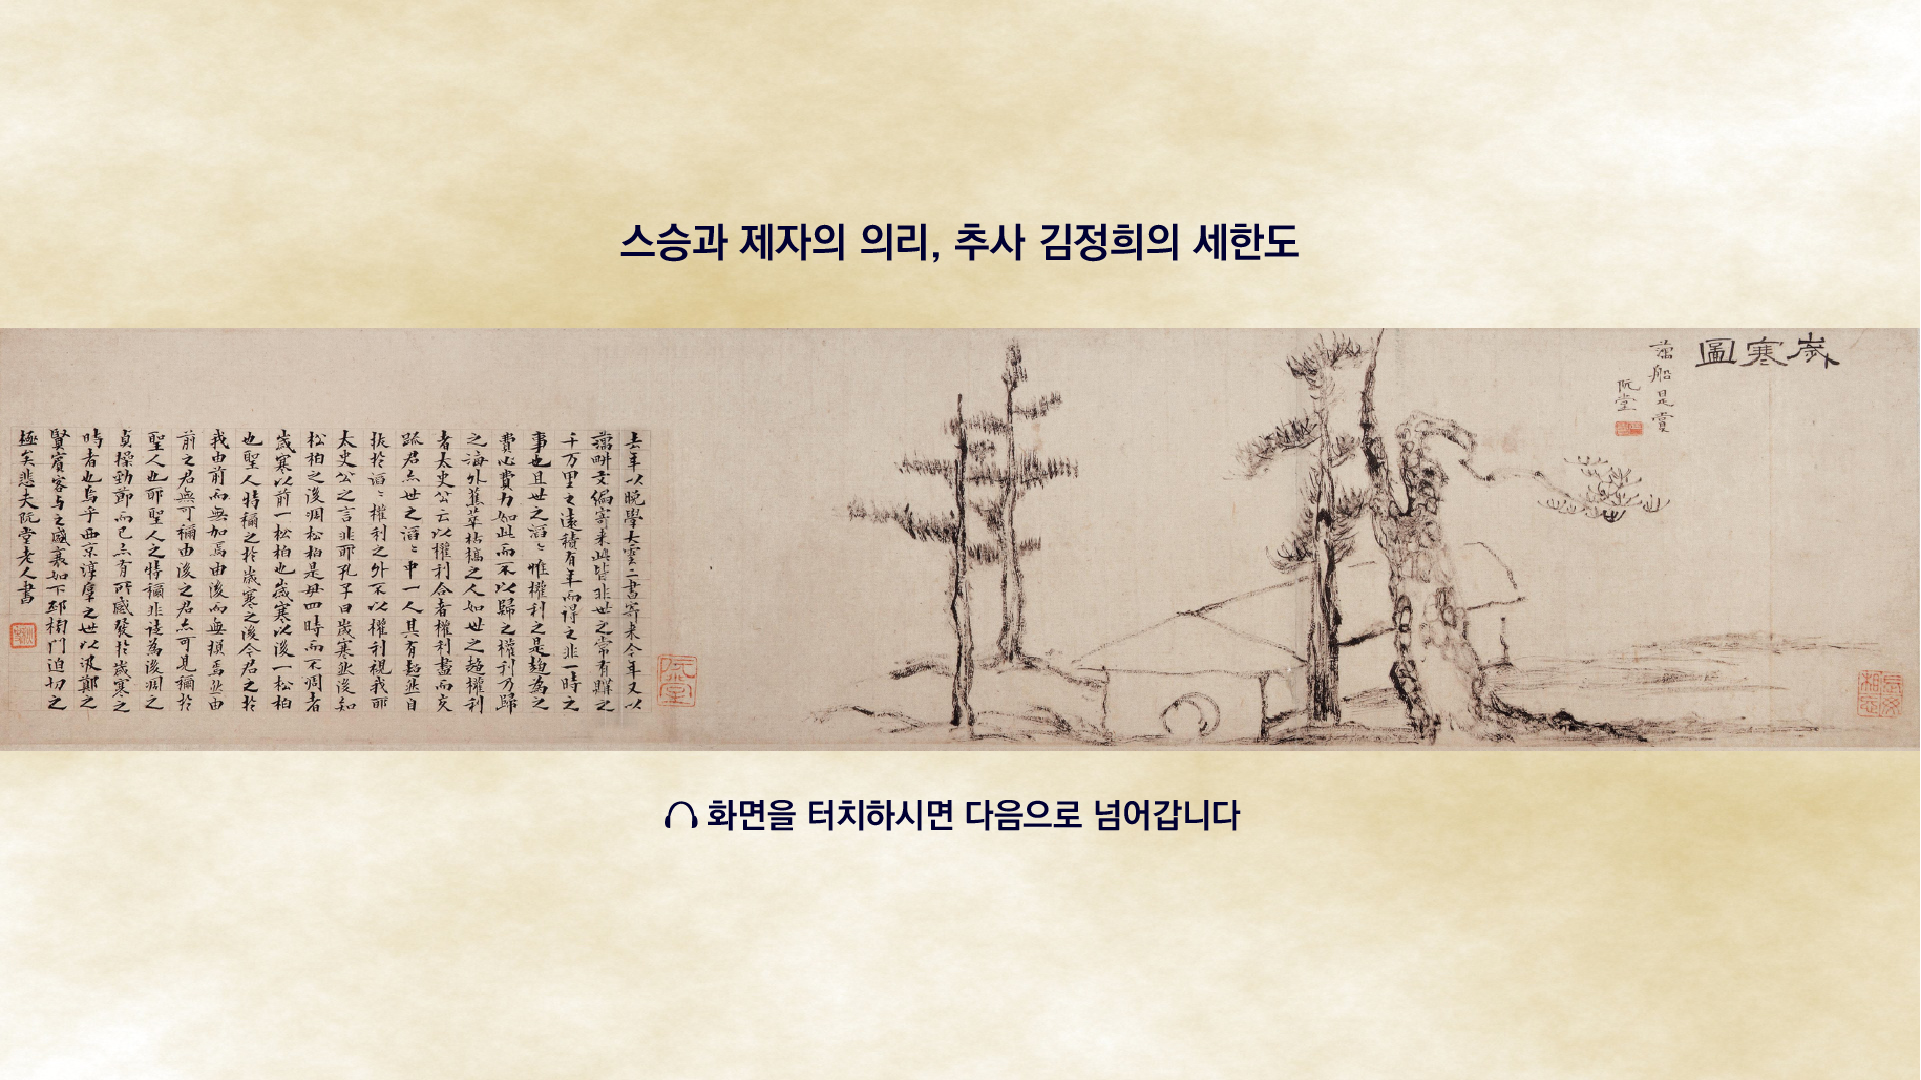 스승과 제자의 의리, 추사 김정희의 세한도
歲寒圖
藕船是賞
阮堂
長毋相忘
阮堂
去年以晚學大雲二書寄來今年又以
藕畊文編寄來此皆非世之常有購之
千万里之遠積有年而得之非一時之
事也且世之滔〻惟權利之是趨為之
費心費力如此而不以歸之權利乃歸
之海外蕉萃枯槁之人如世之趨權利
者太史公云以權利合者權利盡而交
踈君亦世之滔〻中一人其有超然自
拔於滔〻權利之外不以權利視我耶
太史公之言非耶孔子曰歲寒然後知
松柏之後凋松柏是毋四時而不凋者
歲寒以前一松柏也歲寒以後一松柏
也聖人特稱之於歲寒之後今君之於
我由前而無加焉由後而無損焉然由
前之君無可稱由後之君亦可見稱於
聖人也耶聖人之特稱非徒為後凋之
貞操勁節而已亦有所感發於歲寒之
時者也烏乎西京淳厚之世以汲鄭之
賢賓客与之盛衰如下邳榜門迫切之
極矣悲夫阮堂老人書
화면을 터치하시면 다음으로 넘어갑니다